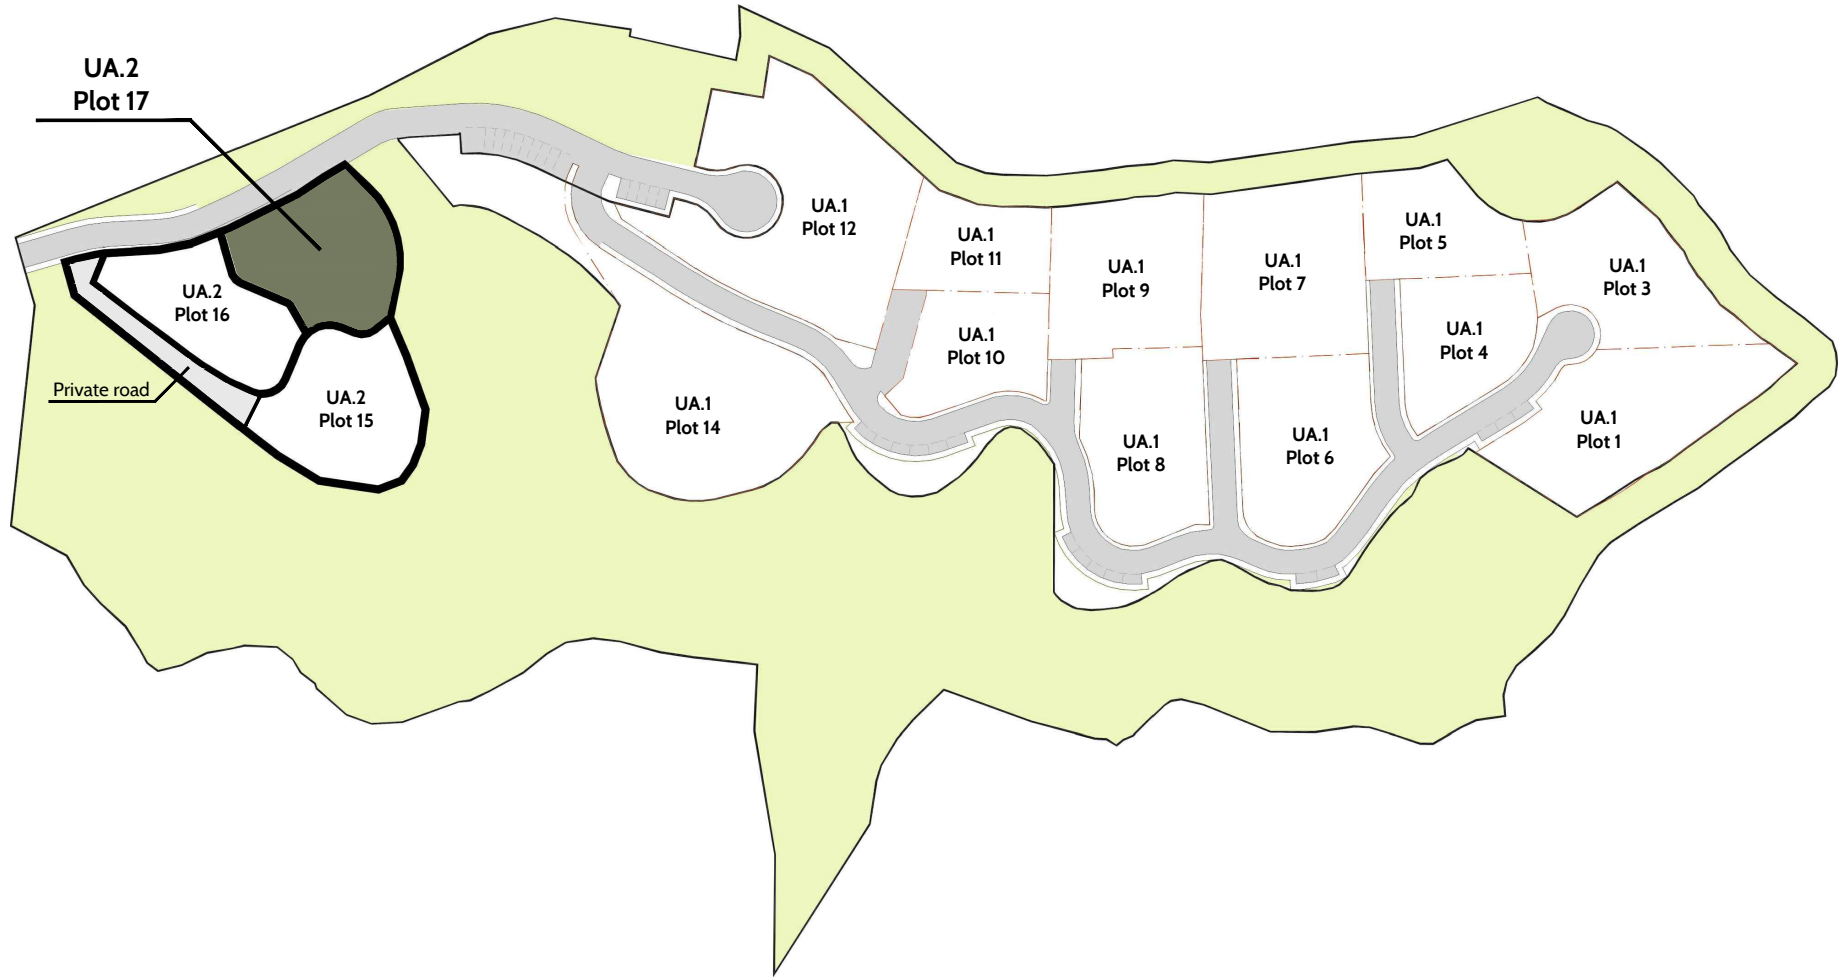 UA.2
Plot 17
UA.2
Plot 16
Private road
UA.2
Plot 15
UA.1
Plot 12
UA.1
Plot 11
UA.1
Plot 10
UA.1
Plot 14
UA.1
Plot 9
UA.1
Plot 8
UA.1
Plot 7
UA.1
Plot 6
UA.1
Plot 5
UA.1
Plot 4
UA.1
Plot 3
UA.1
Plot 1